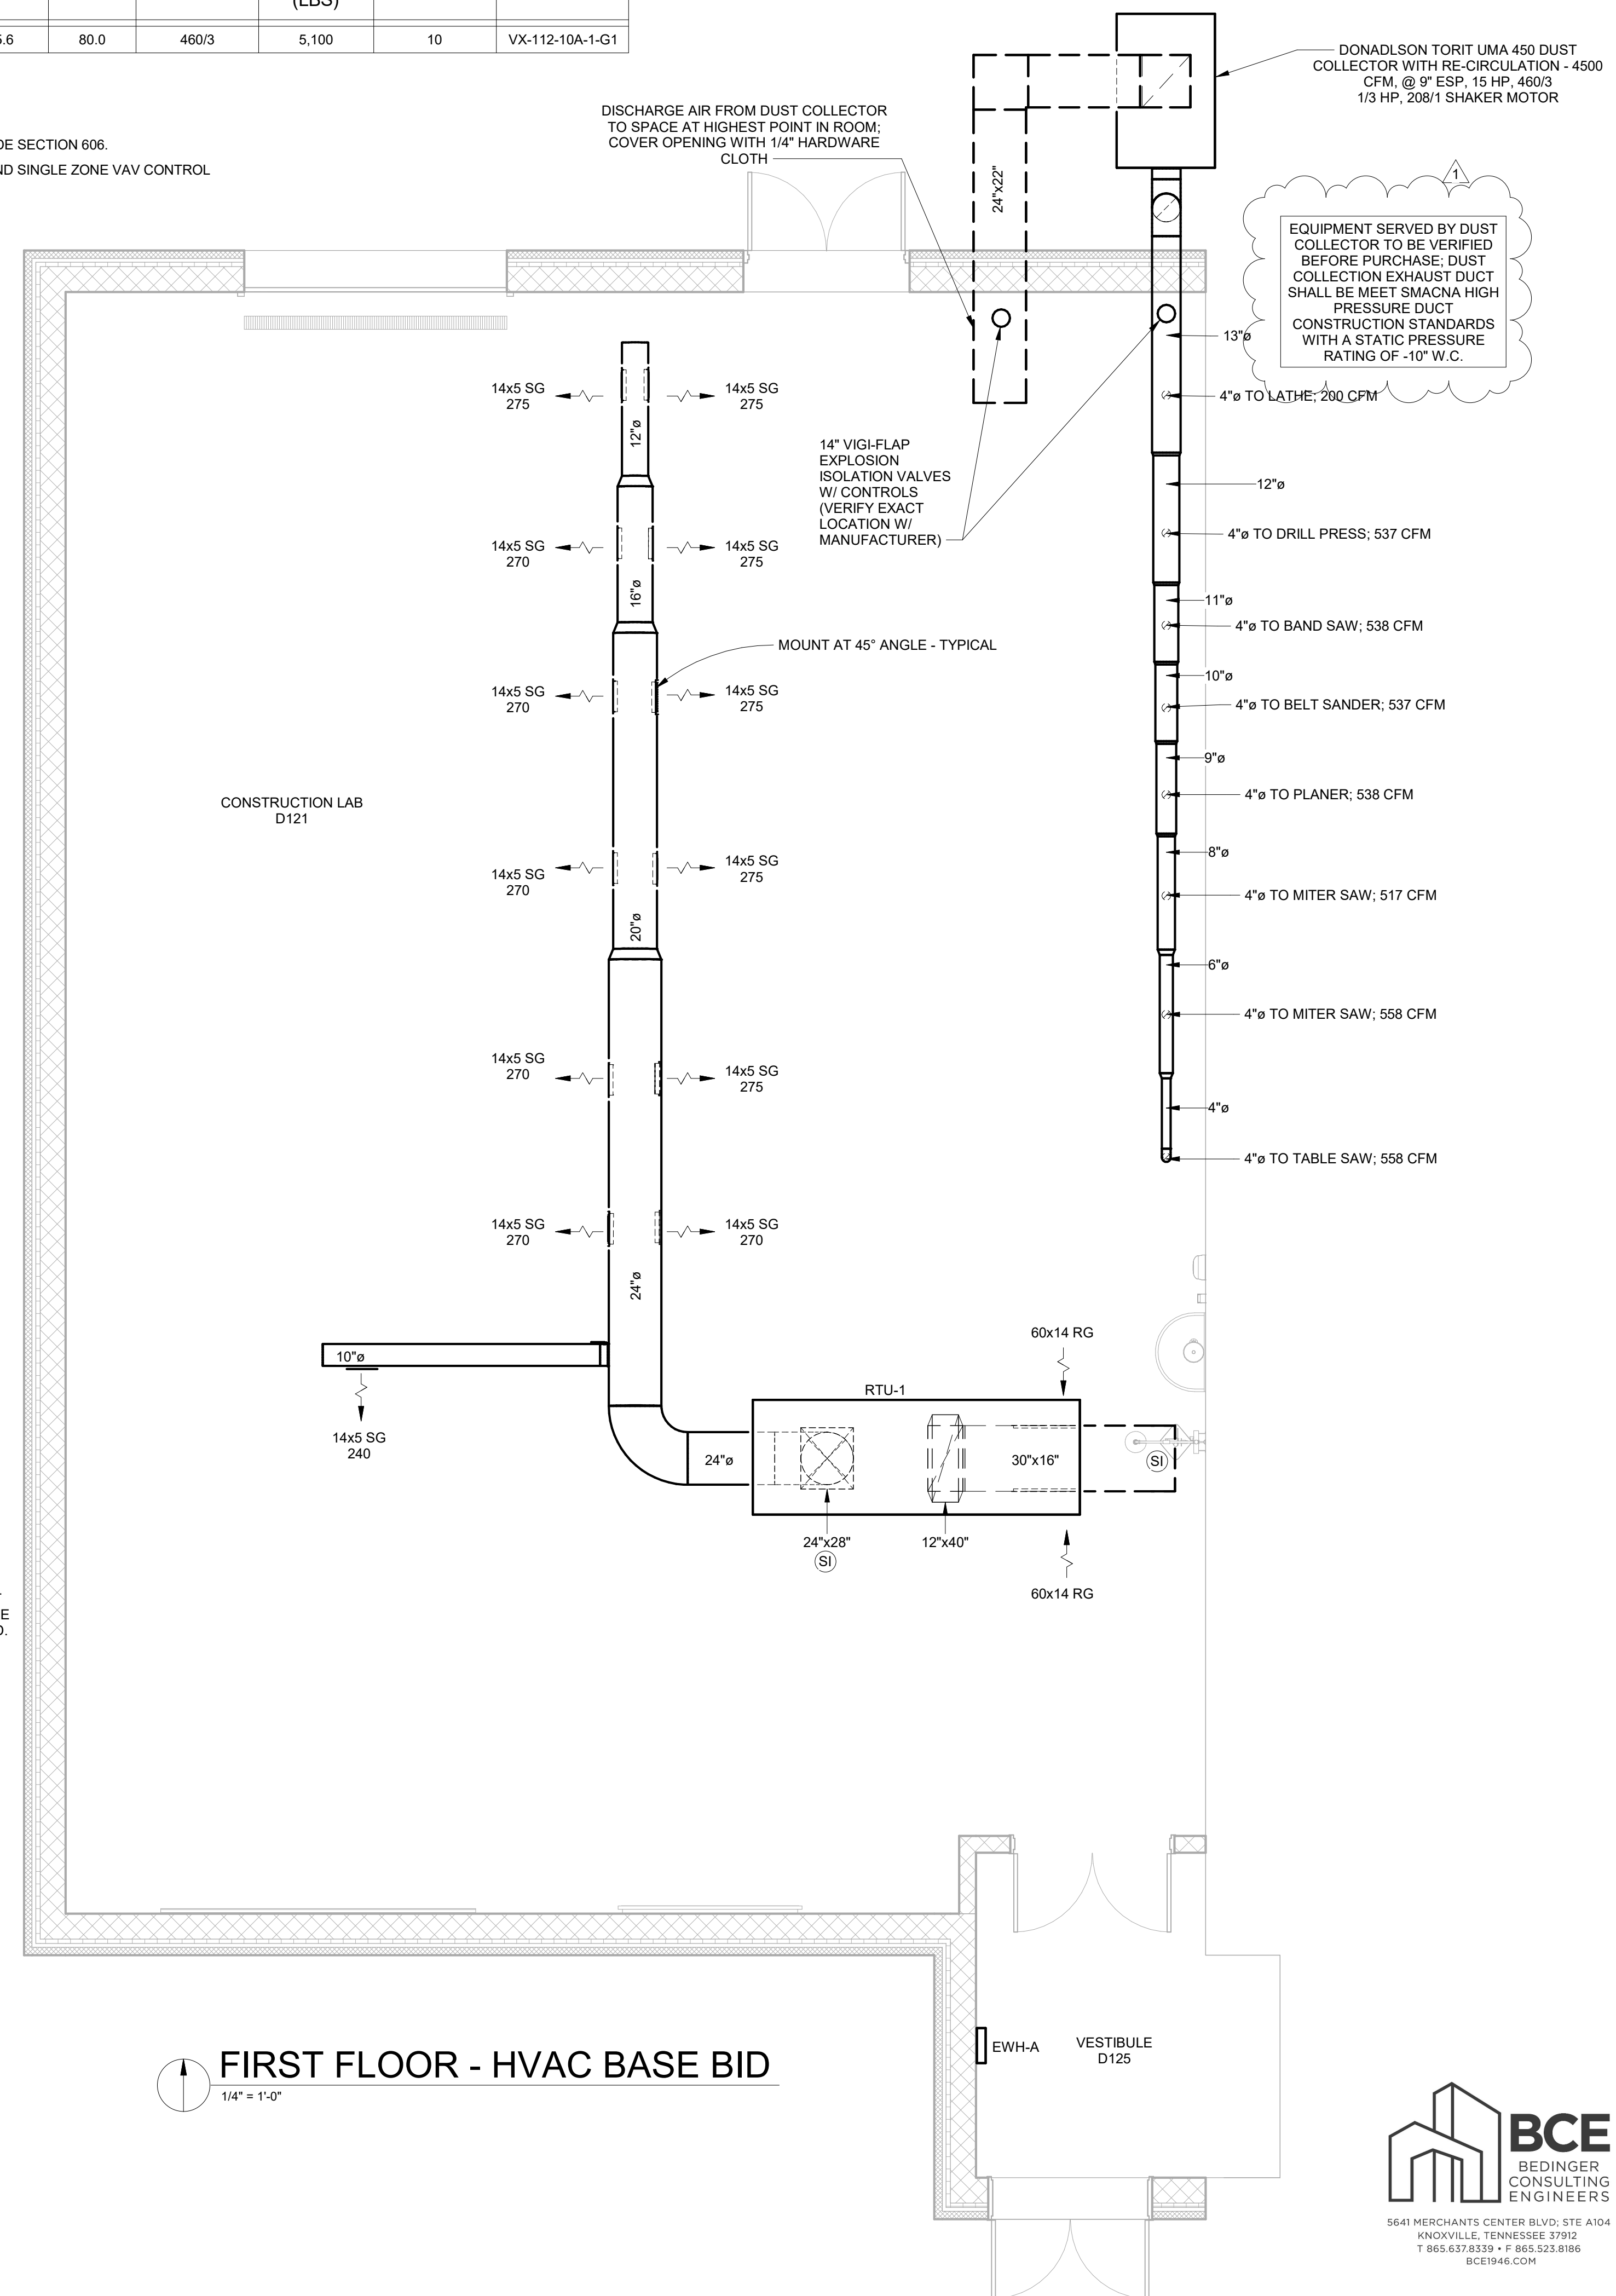 (LBS)
5.6 80.0 460/3 5,100 10 VX-112-10A-1-G1
DE SECTION 606.
ND SINGLE ZONE VAV CONTROL
DISCHARGE AIR FROM DUST COLLECTOR
TO SPACE AT HIGHEST POINT IN ROOM;
COVER OPENING WITH 1/4" HARDWARE
CLOTH
24"x22"
DONADLSON TORIT UMA 450 DUST
COLLECTOR WITH RE-CIRCULATION - 4500
CFM, @ 9" ESP, 15 HP, 460/3
1/3 HP, 208/1 SHAKER MOTOR
1
EQUIPMENT SERVED BY DUST
COLLECTOR TO BE VERIFIED
BEFORE PURCHASE; DUST
COLLECTION EXHAUST DUCT
SHALL BE MEET SMACNA HIGH
PRESSURE DUCT
CONSTRUCTION STANDARDS
WITH A STATIC PRESSURE
RATING OF -10" W.C.
13"ø
4"ø TO LATHE; 200 CFM
14x5 SG
275
14x5 SG
275
12"ø
14" VIGI-FLAP
EXPLOSION
ISOLATION VALVES
W/ CONTROLS
(VERIFY EXACT
LOCATION W/
MANUFACTURER)
12"ø
4"ø TO DRILL PRESS; 537 CFM
14x5 SG
270
14x5 SG
275
16"ø
11"ø
4"ø TO BAND SAW; 538 CFM
MOUNT AT 45° ANGLE - TYPICAL
10"ø
14x5 SG
270
14x5 SG
275
4"ø TO BELT SANDER; 537 CFM
9"ø
4"ø TO PLANER; 538 CFM
CONSTRUCTION LAB
D121
8"ø
14x5 SG
270
14x5 SG
275
4"ø TO MITER SAW; 517 CFM
20"ø
6"ø
4"ø TO MITER SAW; 558 CFM
14x5 SG
270
14x5 SG
275
4"ø
4"ø TO TABLE SAW; 558 CFM
14x5 SG
270
14x5 SG
270
24"ø
10"ø
60x14 RG
RTU-1
14x5 SG
240
24"ø
30"x16"
SI
24"x28"
SI
12"x40"
60x14 RG
E
D.
FIRST FLOOR - HVAC BASE BID
1/4" = 1'-0"
EWH-A
VESTIBULE
D125
BCE
BEDINGER
CONSULTING
ENGINEERS
5641 MERCHANTS CENTER BLVD; STE A104
KNOXVILLE, TENNESSEE 37912
T 865.637.8339 • F 865.523.8186
BCE1946.COM